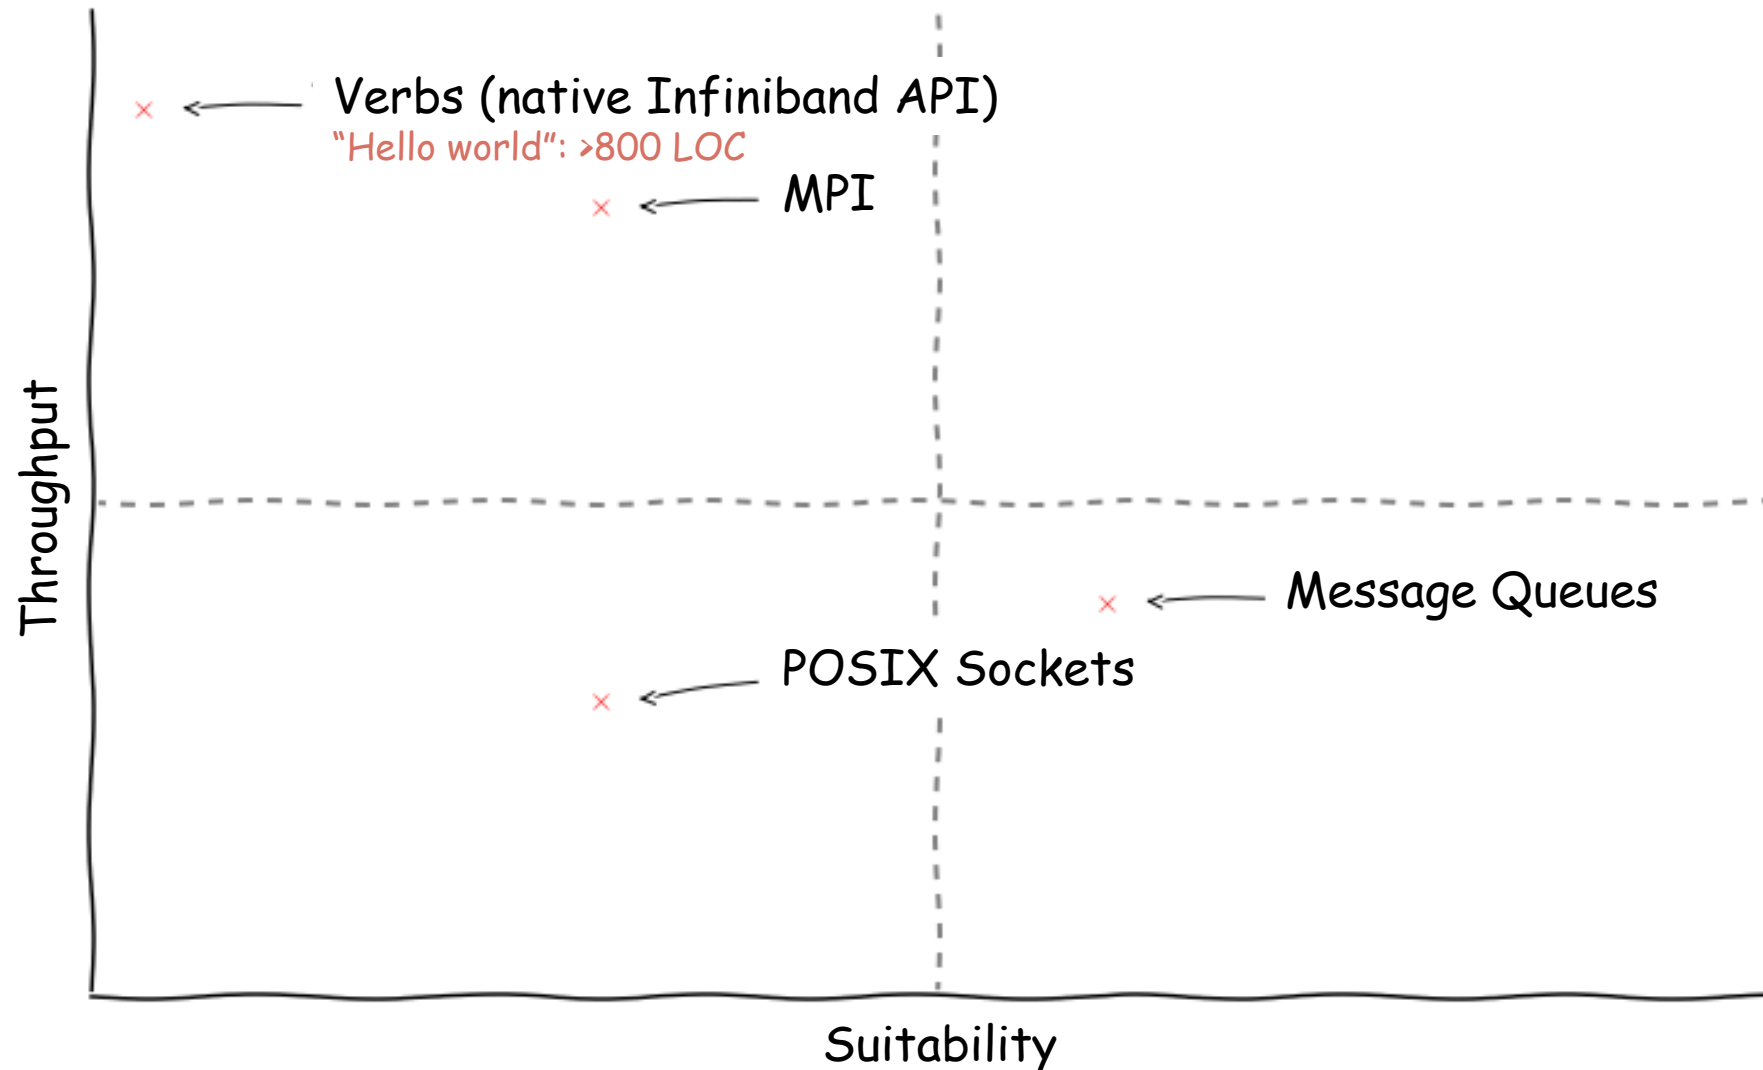 Verbs (native Infiniband API)
“Hello world”: >800 LOC
MPI
Throughput
Message Queues
POSIX Sockets
Suitability